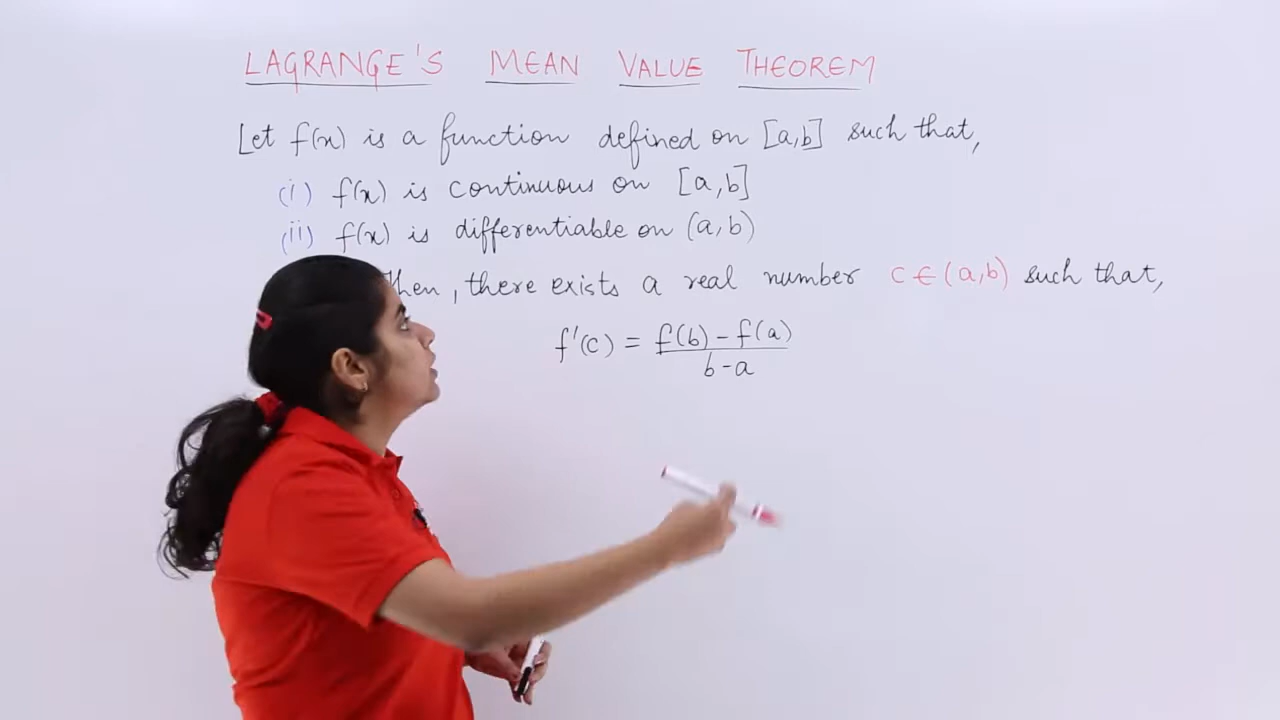 LAGRANGE'S MEAN VALUE THEOREM
Let f(x) is a function defined on [a,b] such that,
(i) f(x) is continuous on [a,b]
(ii) f(x) is differentiable on (a,b)
Then, there exists a real number c ∈ (a,b) such that,
f'(c) = f(b) - f(a)
b - a